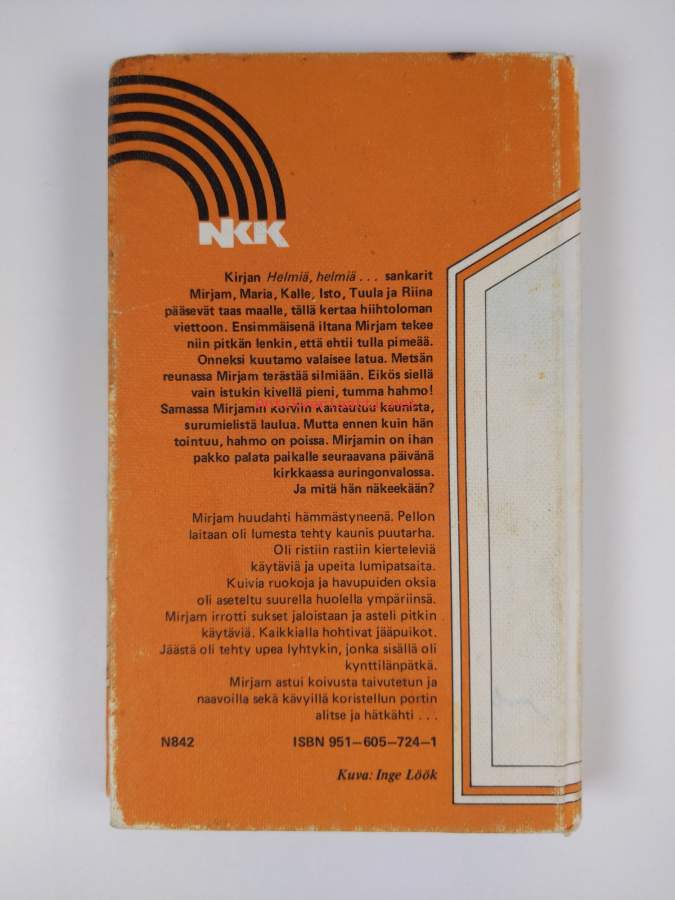 NKK
Kirjan Helmiä, helmiä . . . sankarit
Mirjam, Maria, Kalle, Isto, Tuula ja Riina
pääsevät taas maalle, tällä kertaa hiihtoloman
viettoon. Ensimmäisenä iltana Mirjam tekee
niin pitkän lenkin, että ehtii tulla pimeää.
Onneksi kuutamo valaisee latua. Metsän
reunassa Mirjam terästää silmiään. Eikös siellä
vain istukin kivellä pieni, tumma hahmo!
Samassa Mirjamin korviin kantautuu kaunista,
surumielistä laulua. Mutta ennen kuin hän
tointuu, hahmo on poissa. Mirjamin on ihan
pakko palata paikalle seuraavana päivänä
kirkkaassa auringonvalossa.
Ja mitä hän näkeekään?
Mirjam huudahti hämmästyneenä. Pellon
laitaan oli lumesta tehty kaunis puutarha.
Oli ristiin rastiin kierteleviä
käytäviä ja upeita lumipatsaita.
Kuivia ruokoja ja havupuiden oksia
oli aseteltu suurella huolella ympäriinsä.
Mirjam irrotti sukset jaloistaan ja asteli pitkin
käytäviä. Kaikkialla hohtivat jääpuikot.
Jäästä oli tehty upea lyhtykin, jonka sisällä oli
kynttilänpätkä.
Mirjam astui koivusta taivutetun ja
naavoilla sekä kävyillä koristellun portin
alitse ja hätkähti . . .
N842 ISBN 951—605—724—1
Kuva: Inge Löök